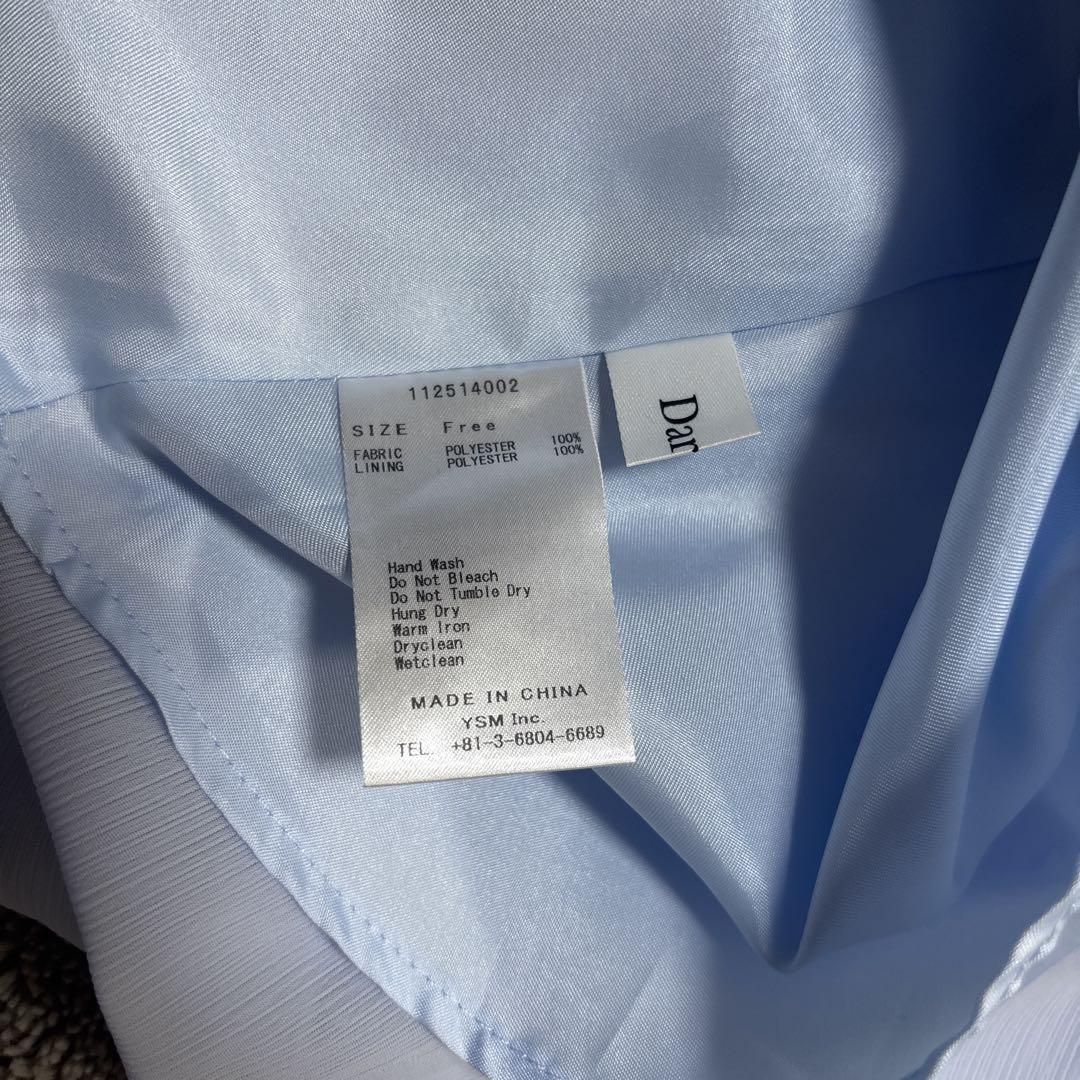 112514002
SIZE Free
FABRIC POLYESTER 100%
LINING POLYESTER 100%
Hand Wash
Do Not Bleach
Do Not Tumble Dry
Hung Dry
Warm Iron
Dryclean
Wetclean
MADE IN CHINA
YSM Inc.
TEL. +81-3-6804-6689
Dar